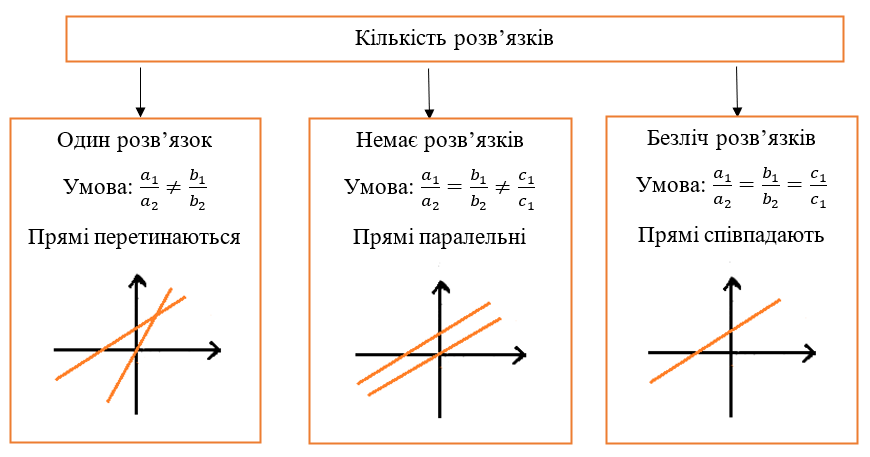 Кількість розв’язків
Один розв’язок
Умова: a₁/a₂ ≠ b₁/b₂
Прямі перетинаються
Немає розв’язків
Умова: a₁/a₂ = b₁/b₂ ≠ c₁/c₁
Прямі паралельні
Безліч розв’язків
Умова: a₁/a₂ = b₁/b₂ = c₁/c₁
Прямі співпадають